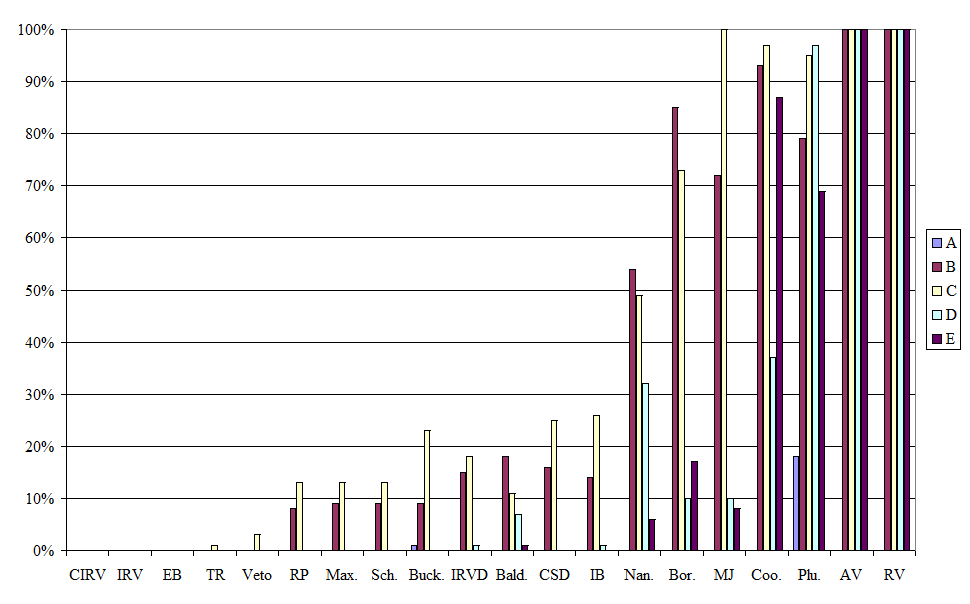 100%
90%
80%
70%
60%
50%
40%
30%
20%
10%
0%
CIRV IRV EB TR Veto RP Max. Sch. Buck. IRVD Bald. CSD IB Nan. Bor. MJ Coo. Plu. AV RV
A
B
C
D
E